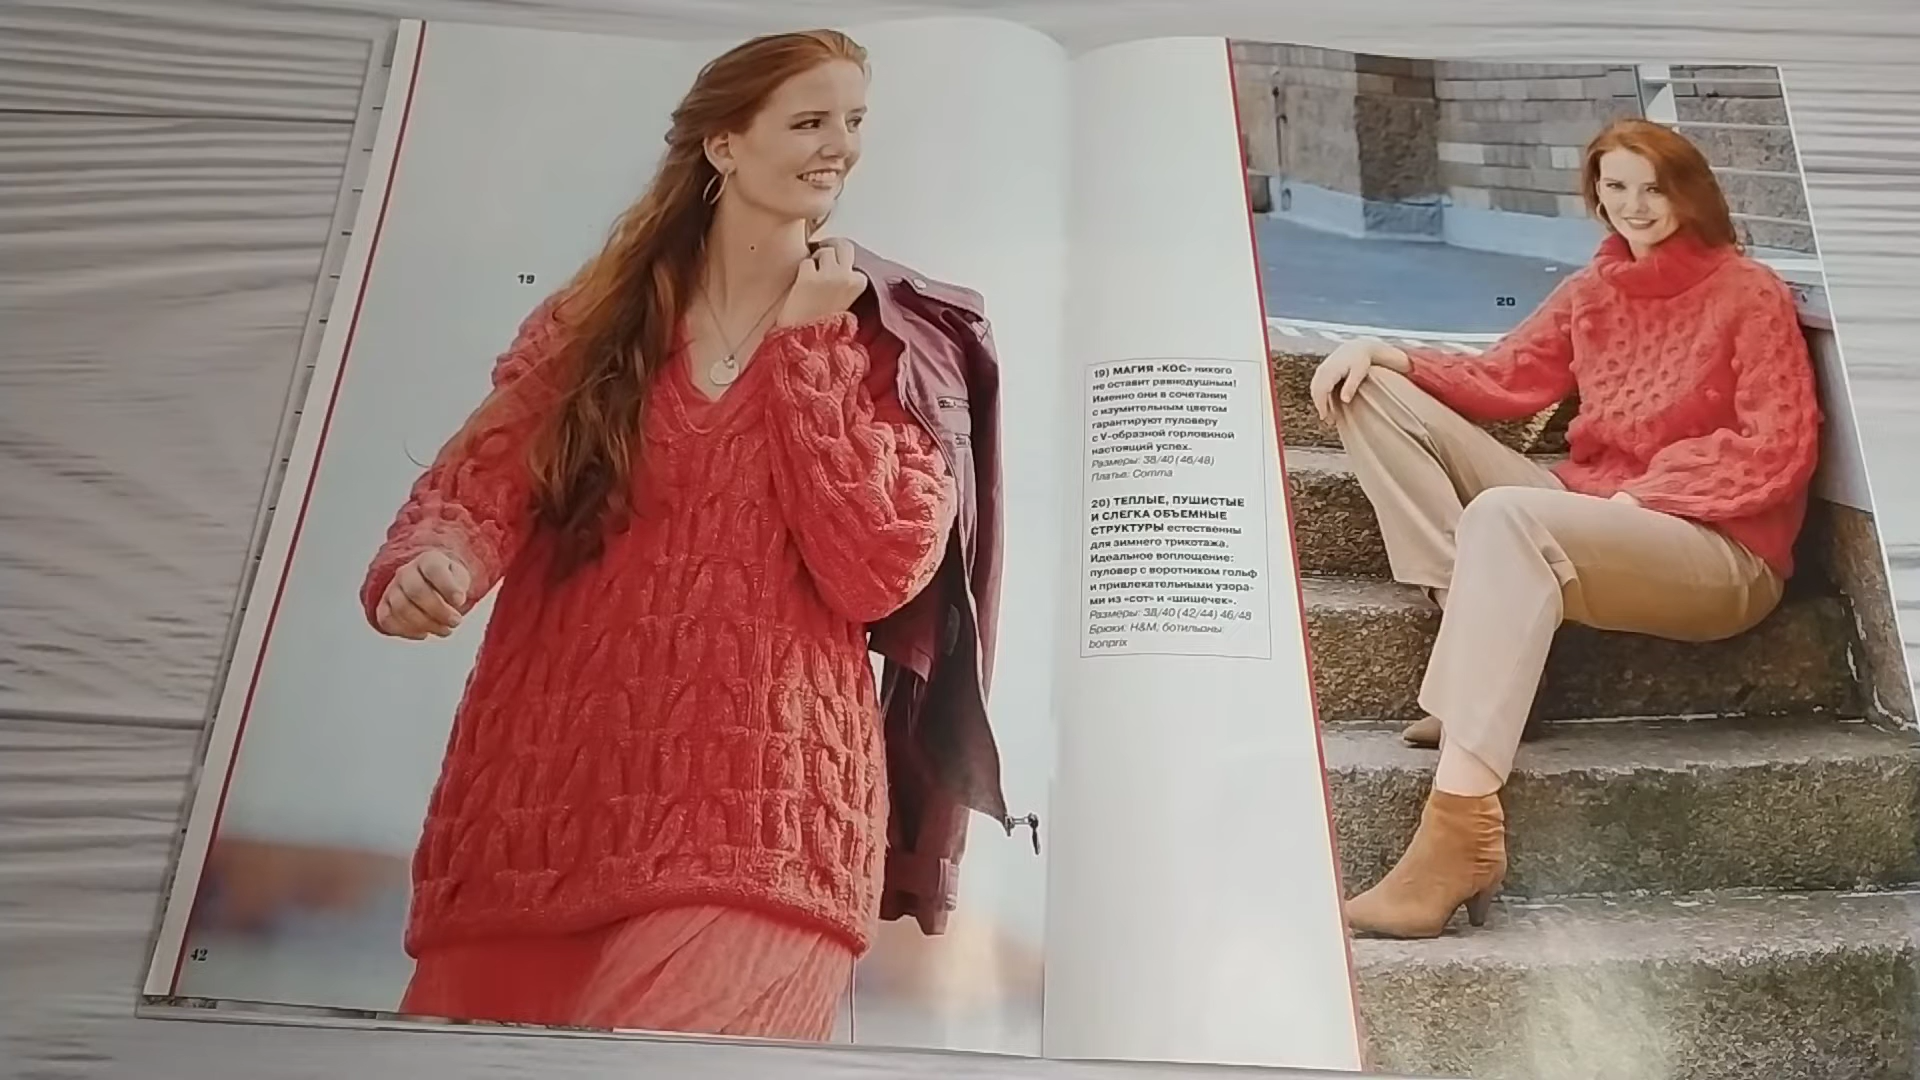 19
20
19) МАГИЯ «КОС» никого
не оставит равнодушным!
Именно они в сочетании
с изумительным цветом
гарантируют пуловеру
с V-образной горловиной
настоящий успех.
Размеры: 38/40 (46/48)
Платье: Comma
20) ТЕПЛЫЕ, ПУШИСТЫЕ
И СЛЕГКА ОБЪЕМНЫЕ
СТРУКТУРЫ естественны
для зимнего трикотажа.
Идеальное воплощение:
пуловер с воротником гольф
и привлекательными узора-
ми из «сот» и «шишечек».
Размеры: 38/40 (42/44) 46/48
Брюки: H&M; ботильоны:
bonprix
42